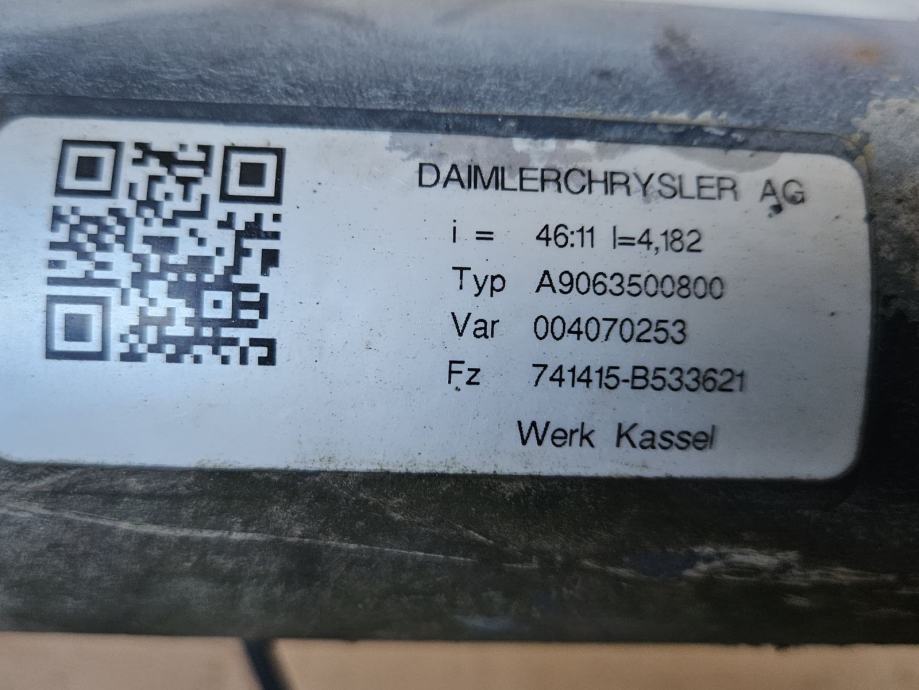 DAIMLERCHRYSLER AG
i = 46:11 I=4,182
Typ A9063500800
Var 004070253
Fz 741415-B533621
Werk Kassel